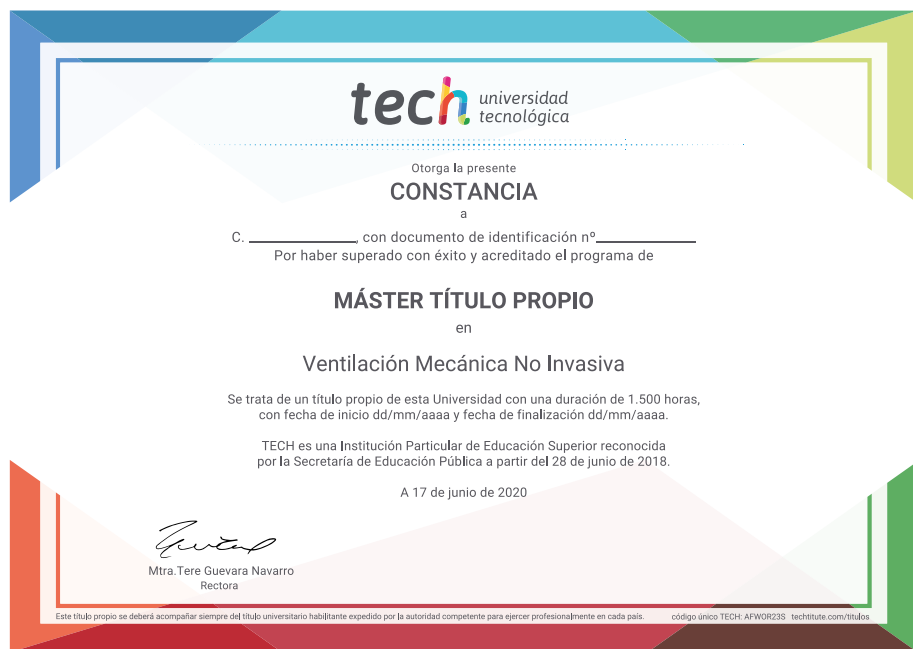 tech universidad
tecnológica
Otorga la presente
CONSTANCIA
a
C. ____________, con documento de identificación nº____________
Por haber superado con éxito y acreditado el programa de
MÁSTER TÍTULO PROPIO
en
Ventilación Mecánica No Invasiva
Se trata de un título propio de esta Universidad con una duración de 1.500 horas,
con fecha de inicio dd/mm/aaaa y fecha de finalización dd/mm/aaaa.
TECH es una Institución Particular de Educación Superior reconocida
por la Secretaría de Educación Pública a partir del 28 de junio de 2018.
A 17 de junio de 2020
Mtra.Tere Guevara Navarro
Rectora
Este título propio se deberá acompañar siempre del título universitario habilitante expedido por la autoridad competente para ejercer profesionalmente en cada país. código único TECH: AFWOR23S techtitute.com/titulos